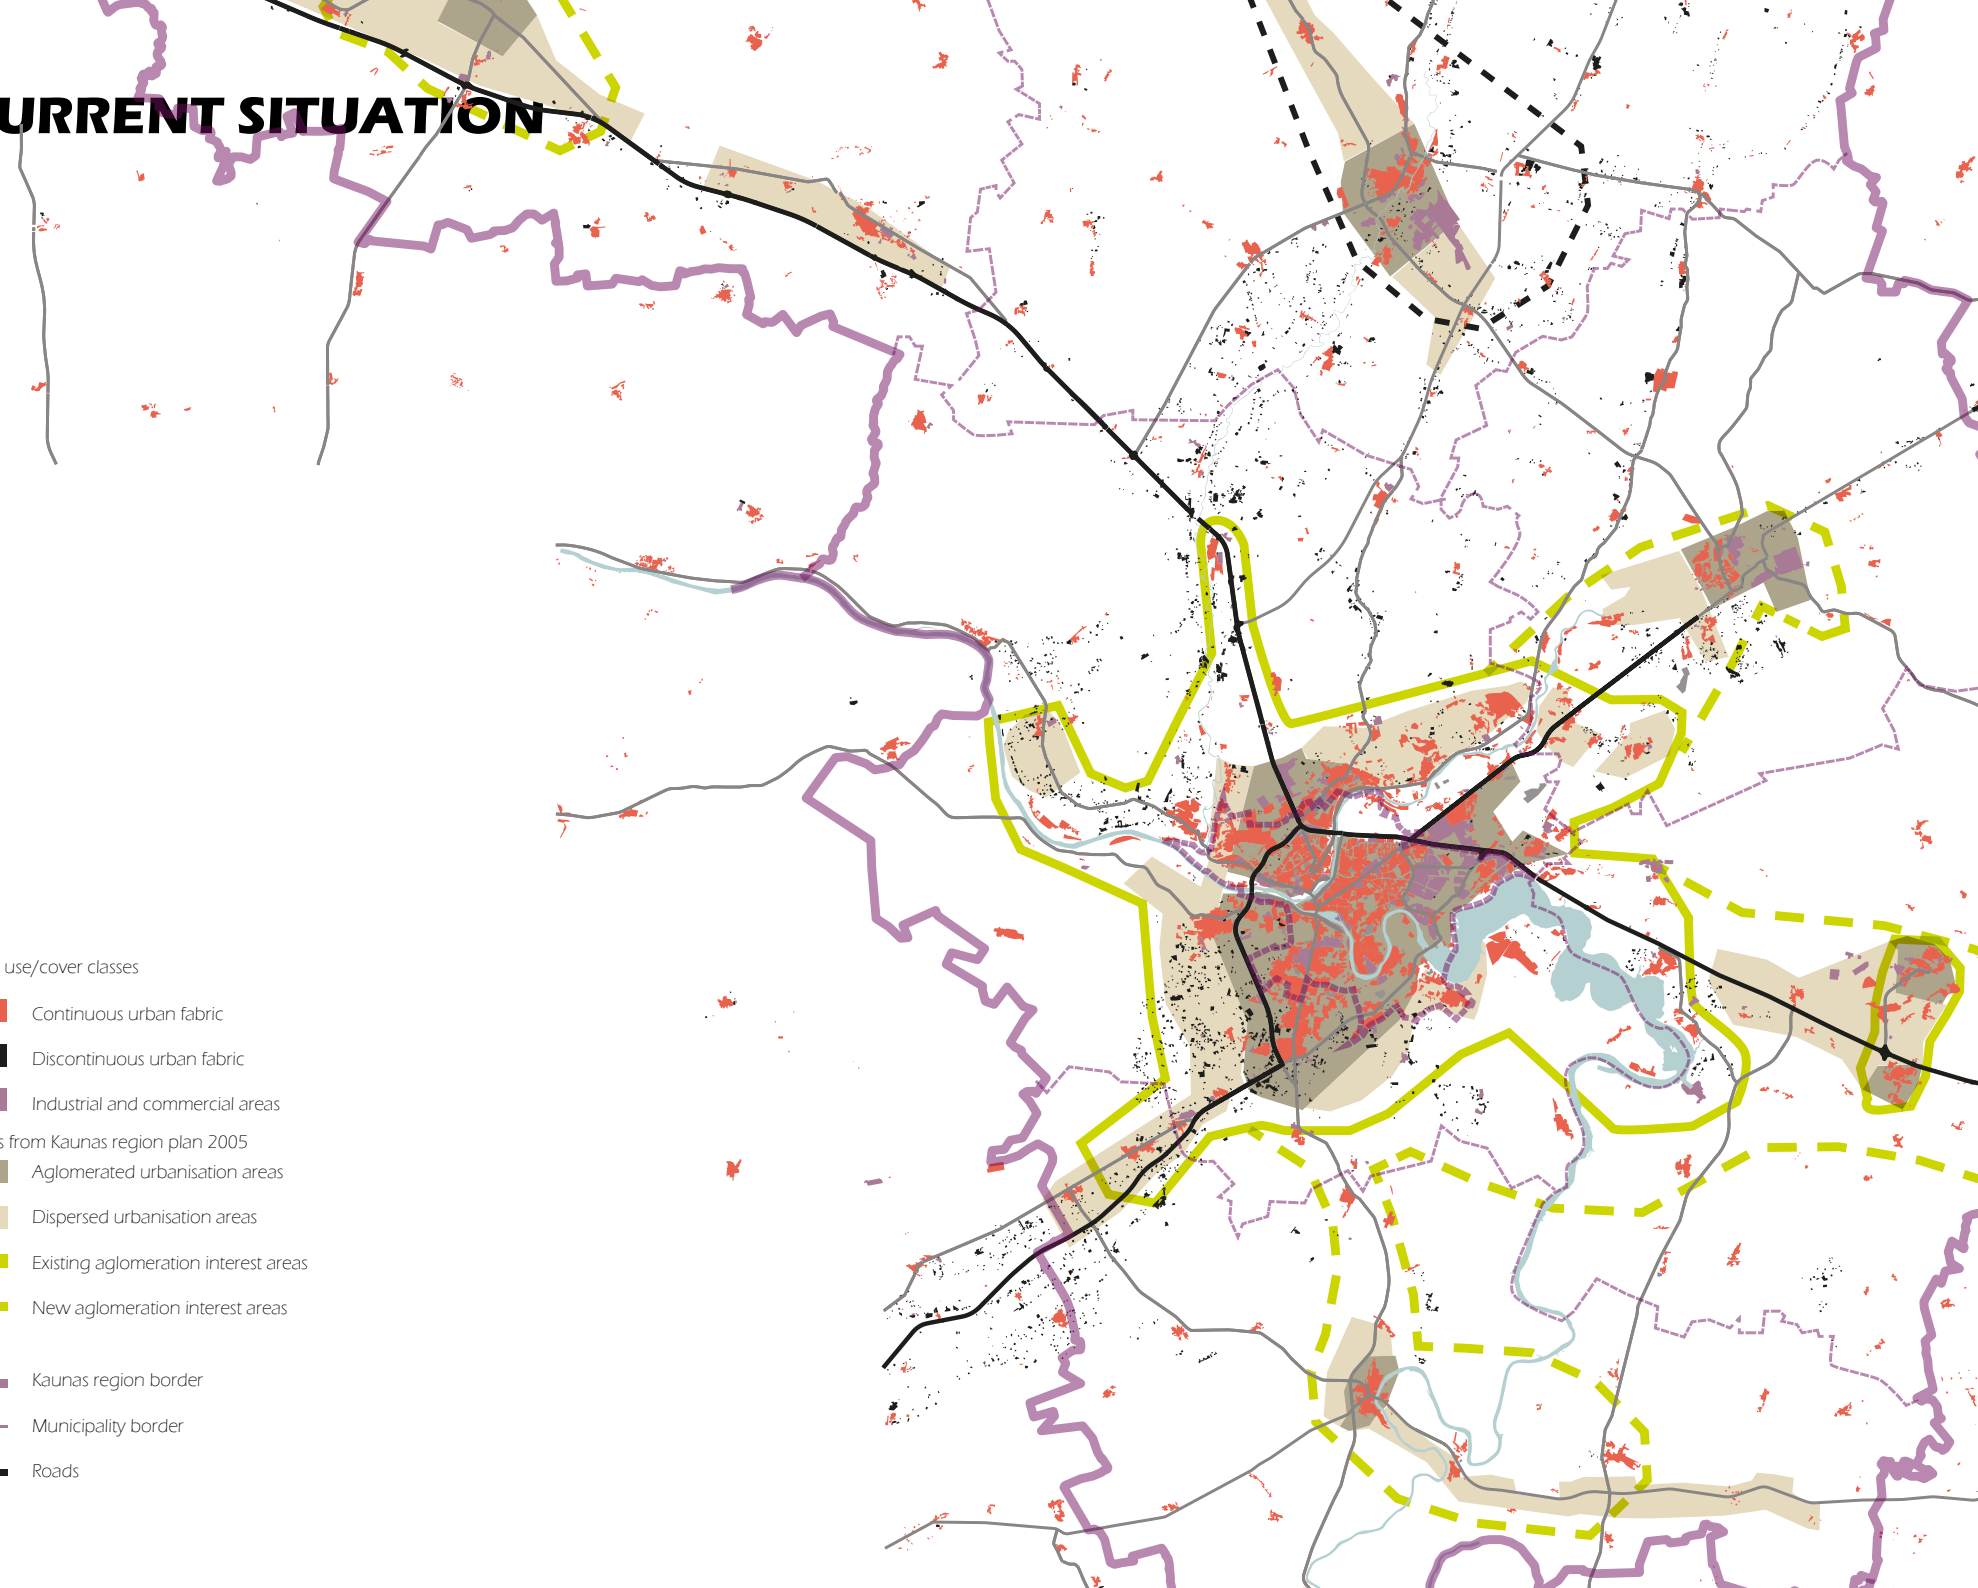 URRENT SITUATION
use/cover classes
Continuous urban fabric
Discontinuous urban fabric
Industrial and commercial areas
s from Kaunas region plan 2005
Aglomerated urbanisation areas
Dispersed urbanisation areas
Existing aglomeration interest areas
New aglomeration interest areas
Kaunas region border
Municipality border
Roads